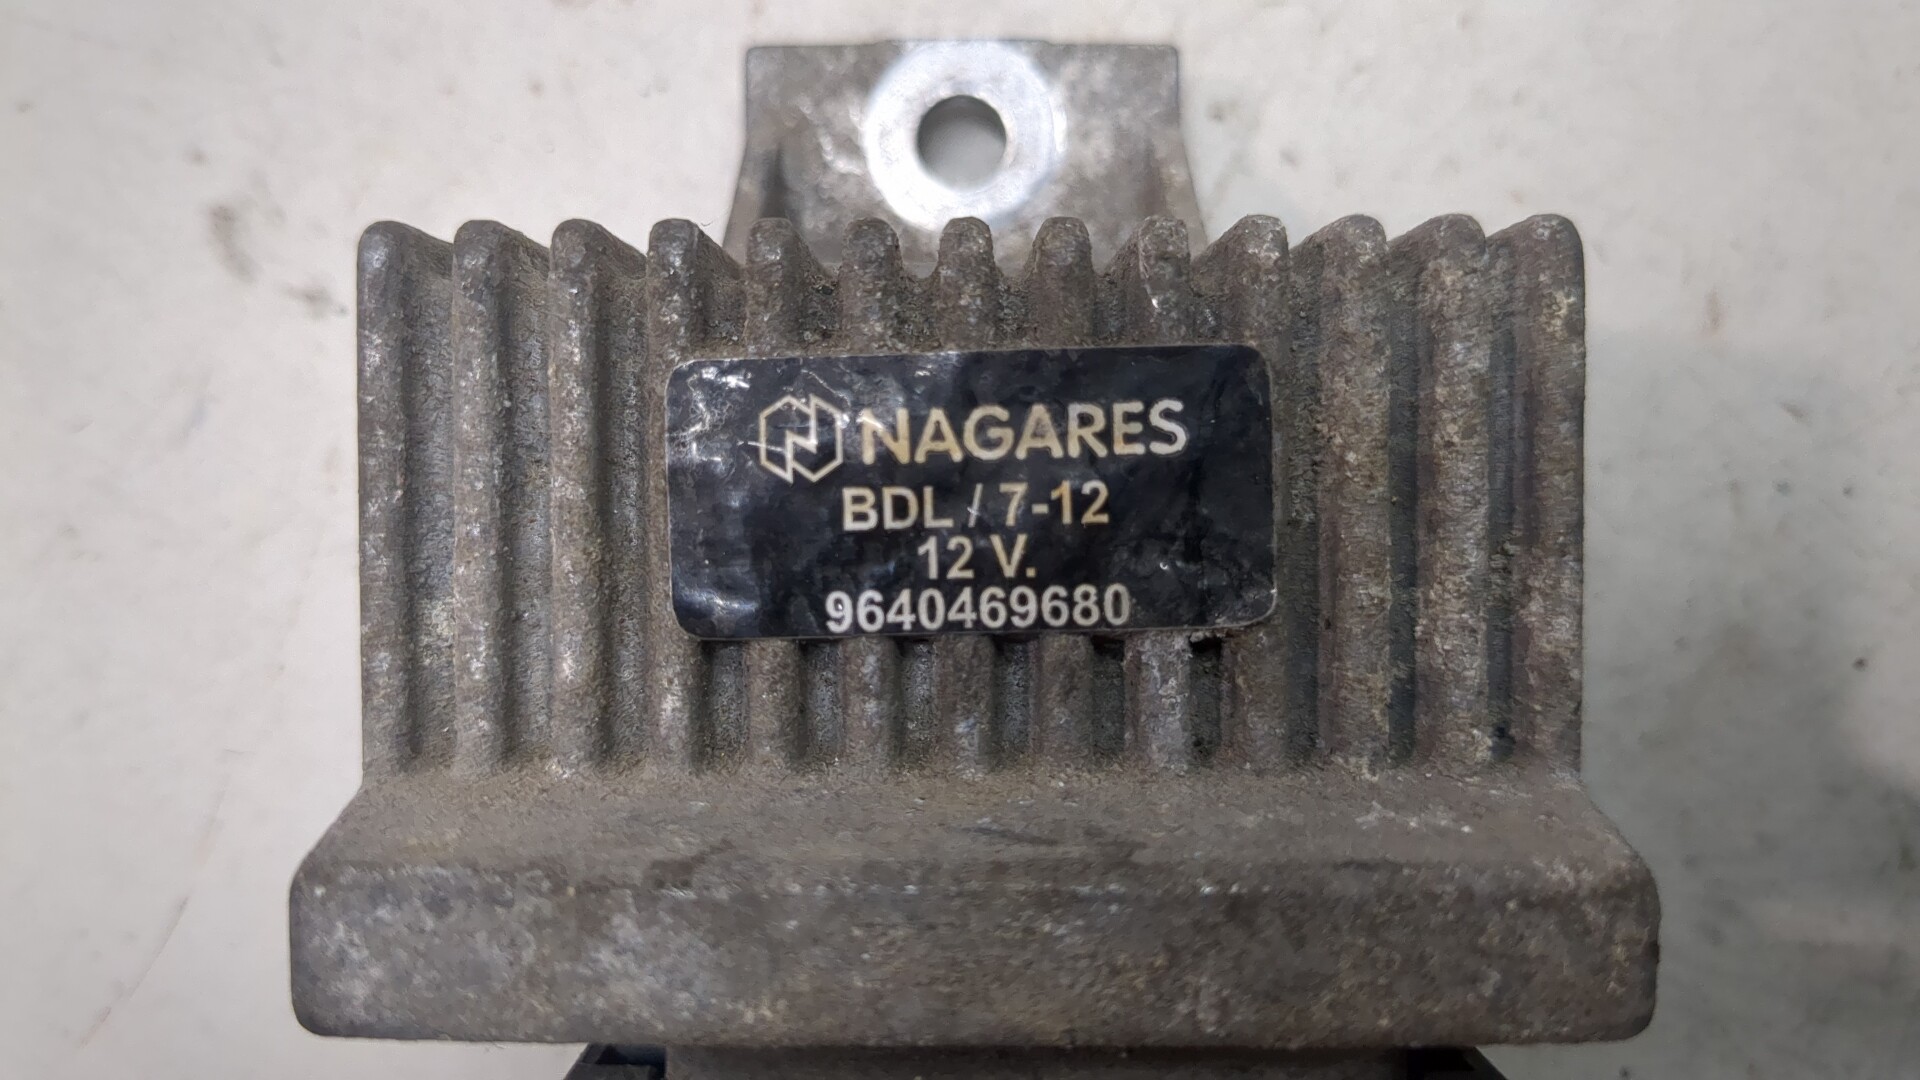 NAGARES
BDL / 7-12
12 V.
9640469680